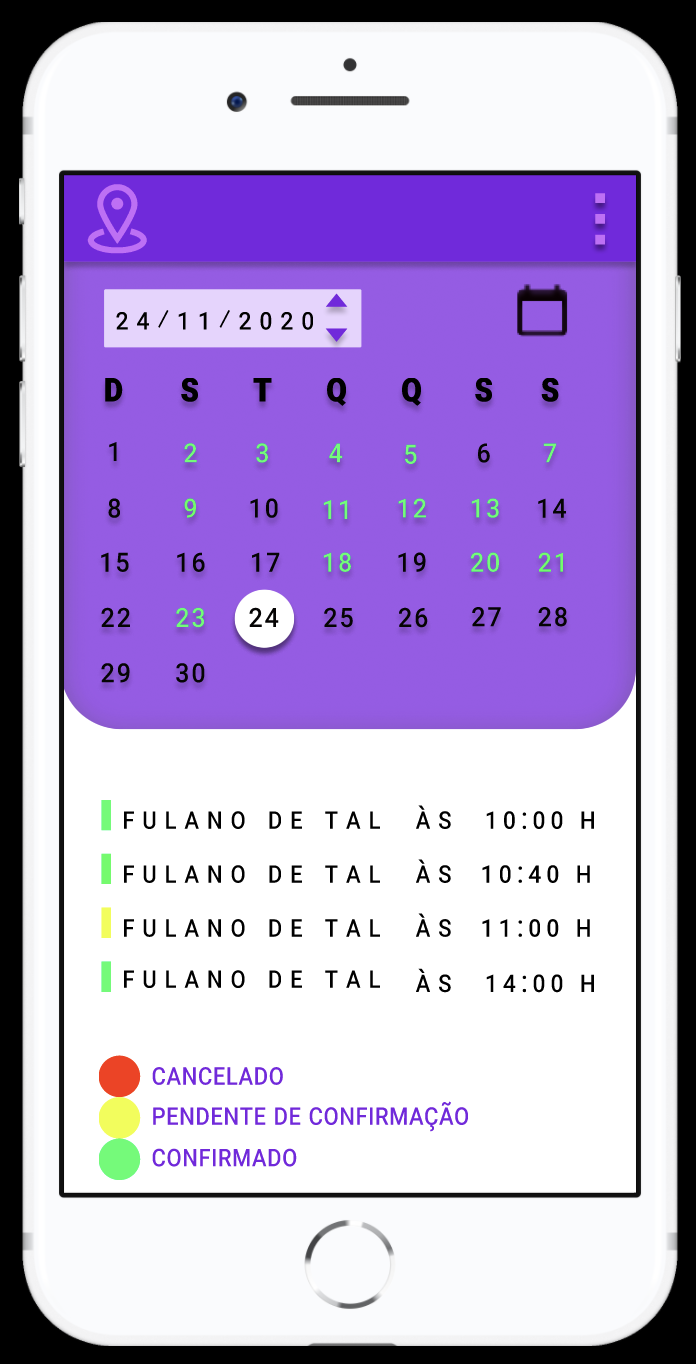 24/11/2020
D S T Q Q S S
1 2 3 4 5 6 7
8 9 10 11 12 13 14
15 16 17 18 19 20 21
22 23 24 25 26 27 28
29 30
FULANO DE TAL ÀS 10:00 H
FULANO DE TAL ÀS 10:40 H
FULANO DE TAL ÀS 11:00 H
FULANO DE TAL ÀS 14:00 H
CANCELADO
PENDENTE DE CONFIRMAÇÃO
CONFIRMADO